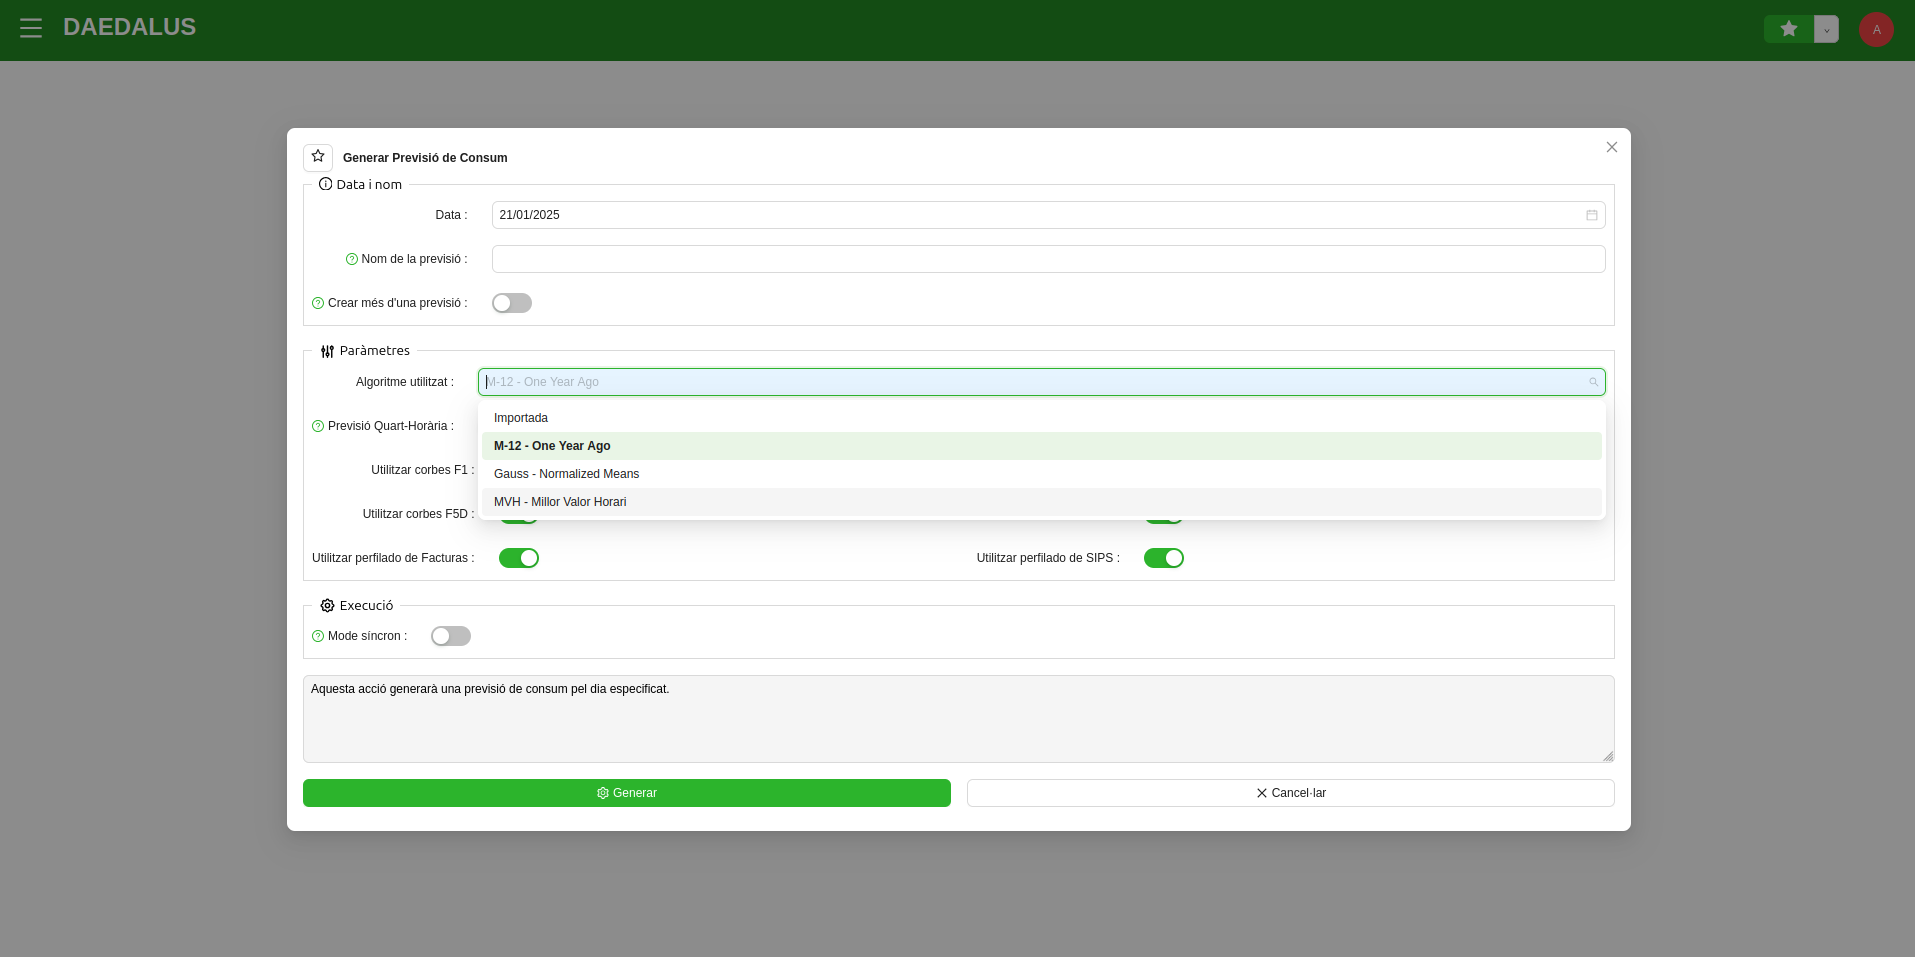 DAEDALUS
A
Generar Previsió de Consum
Data i nom
Data :
21/01/2025
Nom de la previsió :
Crear més d'una previsió :
Paràmetres
Algoritme utilitzat :
M-12 - One Year Ago
Importada
Previsió Quart-Horària :
M-12 - One Year Ago
Utilitzar corbes F1 :
Gauss - Normalized Means
MVH - Millor Valor Horari
Utilitzar corbes F5D :
Utilitzar perfilado de Facturas :
Utilitzar perfilado de SIPS :
Execució
Mode síncron :
Aquesta acció generarà una previsió de consum pel dia especificat.
Generar
Cancel·lar